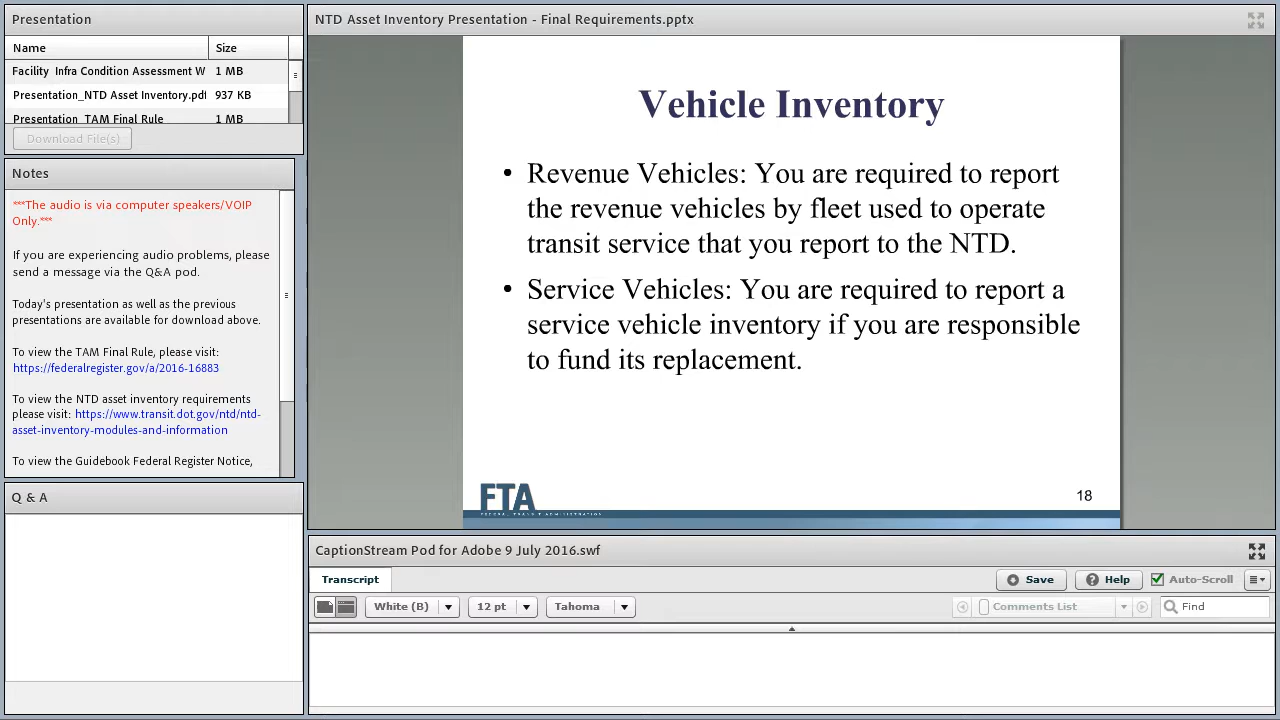 Presentation
Name Size
Facility Infra Condition Assessment W 1 MB
Presentation_NTD Asset Inventory.pdf 937 KB
Presentation_TAM Final Rule 1 MB
Download File(s)
Notes
***The audio is via computer speakers/VOIP
Only.***
If you are experiencing audio problems, please
send a message via the Q&A pod.
Today's presentation as well as the previous
presentations are available for download above.
To view the TAM Final Rule, please visit:
https://federalregister.gov/a/2016-16883
To view the NTD asset inventory requirements
please visit: https://www.transit.dot.gov/ntd/ntd-
asset-inventory-modules-and-information
To view the Guidebook Federal Register Notice,
Q & A
NTD Asset Inventory Presentation - Final Requirements.pptx
Vehicle Inventory
• Revenue Vehicles: You are required to report
the revenue vehicles by fleet used to operate
transit service that you report to the NTD.
• Service Vehicles: You are required to report a
service vehicle inventory if you are responsible
to fund its replacement.
FTA
FEDERAL TRANSIT ADMINISTRATION
18
CaptionStream Pod for Adobe 9 July 2016.swf
Transcript Save Help Auto-Scroll
White (B) 12 pt Tahoma Comments List Find